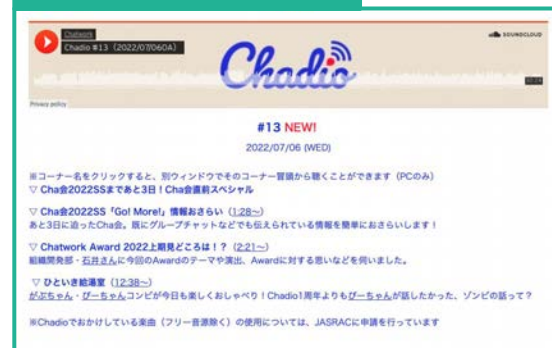 Chatwork
Chadio #13（2022/07/060A）
SOUNDCLOUD
Chadio
Privacy policy
#13 NEW!
2022/07/06 (WED)
※コーナー名をクリックすると、別ウィンドウでそのコーナー冒頭から聴くことができます（PCのみ）
▽ Cha会2022SSまであと3日！Cha会直前スペシャル
▽ Cha会2022SS「Go! More!」情報おさらい（1:28〜）
あと3日に迫ったCha会。既にグループチャットなどでも伝えられている情報を簡単におさらいします！
▽ Chatwork Award 2022上期見どころは！？（2:21〜）
組織開発部・石井さんに今回のAwardのテーマや演出、Awardに対する思いなどを伺いました。
▽ ひといき給湯室（12:38〜）
がぶちゃん・びーちゃんコンビが今日も楽しくおしゃべり！Chadio1周年よりもびーちゃんが話したかった、ゾンビの話って？
※Chadioでおかけしている楽曲（フリー音源除く）の使用については、JASRACに申請を行っています